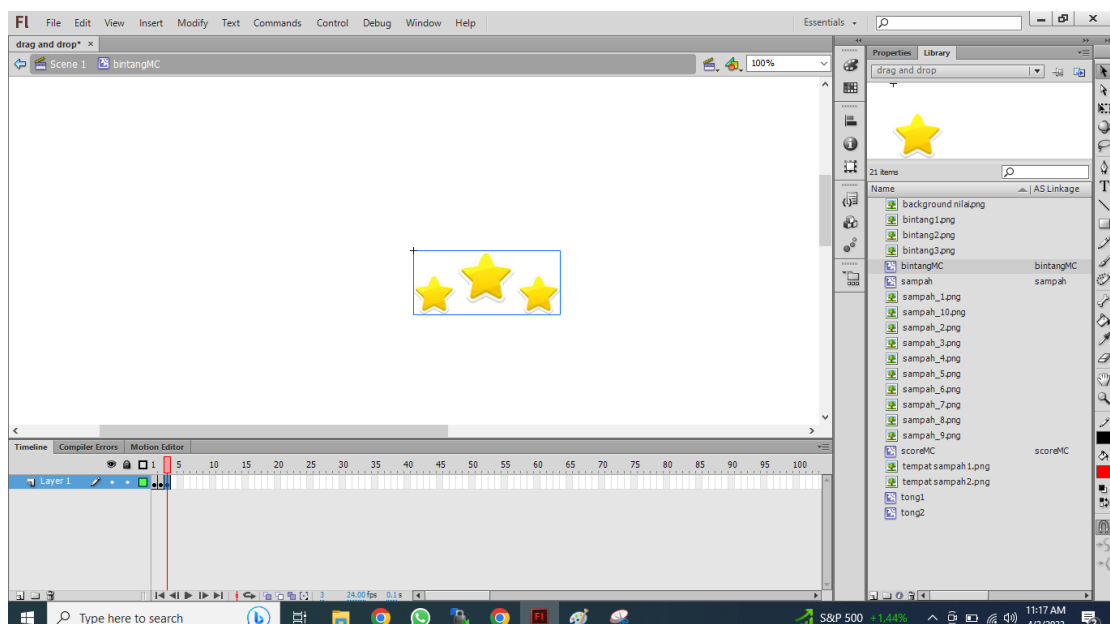 Fl File Edit View Insert Modify Text Commands Control Debug Window Help Essentials
drag and drop* ×
Scene 1 bintangMC 100%
Properties Library
drag and drop
21 items
Name AS Linkage
background nilai.png
bintang1.png
bintang2.png
bintang3.png
bintangMC bintangMC
sampah sampah
sampah_1.png
sampah_10.png
sampah_2.png
sampah_3.png
sampah_4.png
sampah_5.png
sampah_6.png
sampah_7.png
sampah_8.png
sampah_9.png
scoreMC scoreMC
tempat sampah1.png
tempat sampah2.png
tong1
tong2
Timeline Compiler Errors Motion Editor
1 5 10 15 20 25 30 35 40 45 50 55 60 65 70 75 80 85 90 95 100
Layer 1
3 24.00 fps 0.1 s
Type here to search
S&P 500 +1,44%
11:17 AM